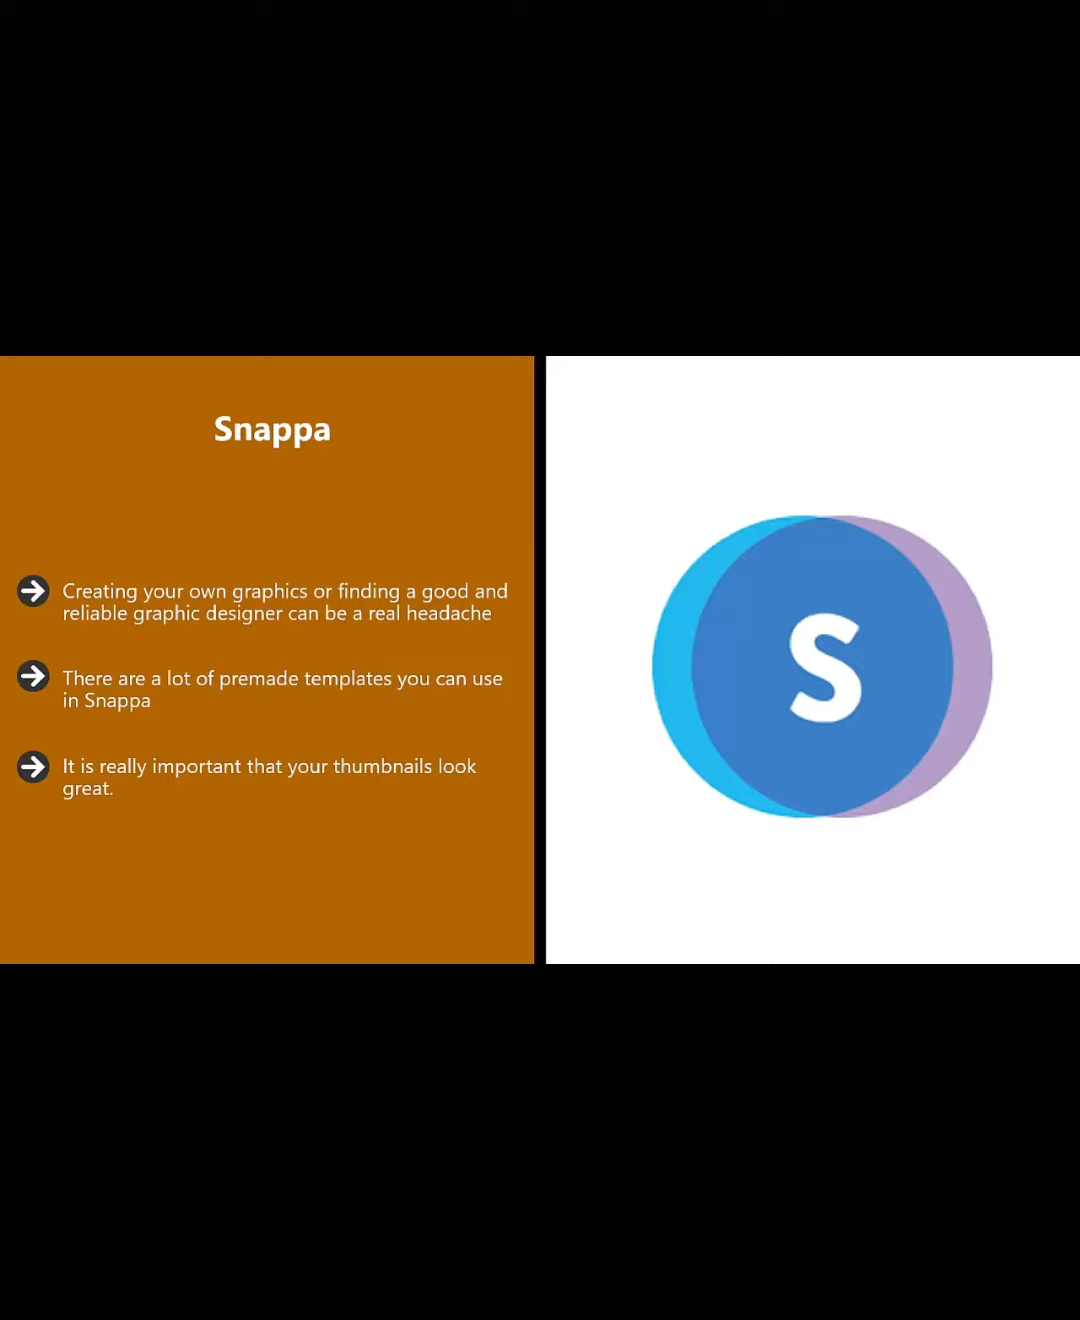 Snappa
Creating your own graphics or finding a good and
reliable graphic designer can be a real headache
There are a lot of premade templates you can use
in Snappa
It is really important that your thumbnails look
great.
S